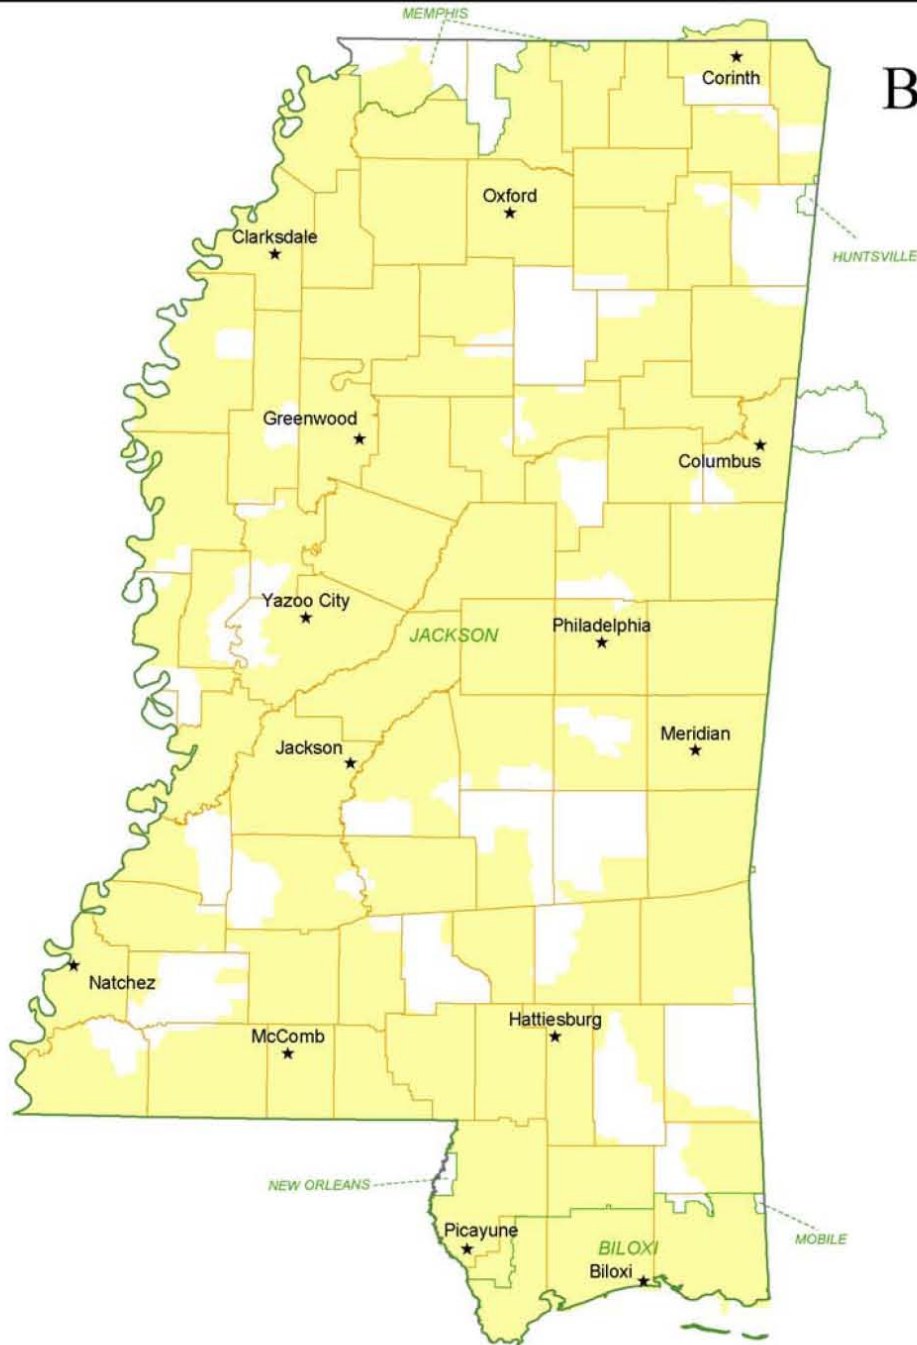 MEMPHIS
Corinth
B
Oxford
Clarksdale
HUNTSVILLE
Greenwood
Columbus
Yazoo City
Philadelphia
JACKSON
Meridian
Jackson
Natchez
Hattiesburg
McComb
NEW ORLEANS
Picayune
MOBILE
BILOXI
Biloxi